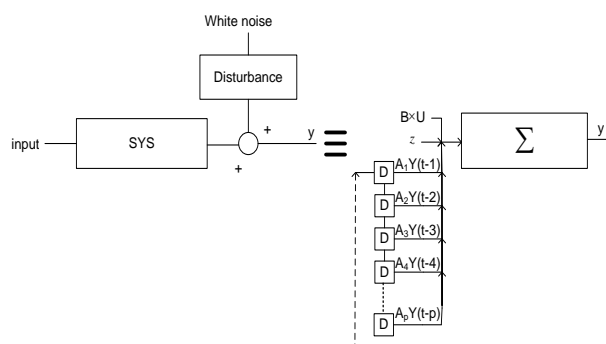 White noise
Disturbance
input
SYS
+
+
y
≡
B×U
z
Σ
y
D
A₁Y(t-1)
D
A₂Y(t-2)
D
A₃Y(t-3)
D
A₄Y(t-4)
D
AₚY(t-p)